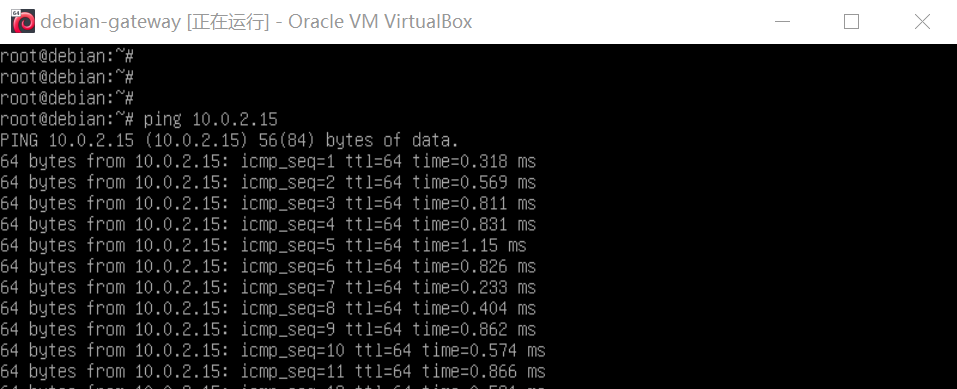 64
debian-gateway [正在运行] - Oracle VM VirtualBox
root@debian:~#
root@debian:~#
root@debian:~#
root@debian:~# ping 10.0.2.15
PING 10.0.2.15 (10.0.2.15) 56(84) bytes of data.
64 bytes from 10.0.2.15: icmp_seq=1 ttl=64 time=0.318 ms
64 bytes from 10.0.2.15: icmp_seq=2 ttl=64 time=0.569 ms
64 bytes from 10.0.2.15: icmp_seq=3 ttl=64 time=0.811 ms
64 bytes from 10.0.2.15: icmp_seq=4 ttl=64 time=0.831 ms
64 bytes from 10.0.2.15: icmp_seq=5 ttl=64 time=1.15 ms
64 bytes from 10.0.2.15: icmp_seq=6 ttl=64 time=0.826 ms
64 bytes from 10.0.2.15: icmp_seq=7 ttl=64 time=0.233 ms
64 bytes from 10.0.2.15: icmp_seq=8 ttl=64 time=0.404 ms
64 bytes from 10.0.2.15: icmp_seq=9 ttl=64 time=0.862 ms
64 bytes from 10.0.2.15: icmp_seq=10 ttl=64 time=0.574 ms
64 bytes from 10.0.2.15: icmp_seq=11 ttl=64 time=0.866 ms